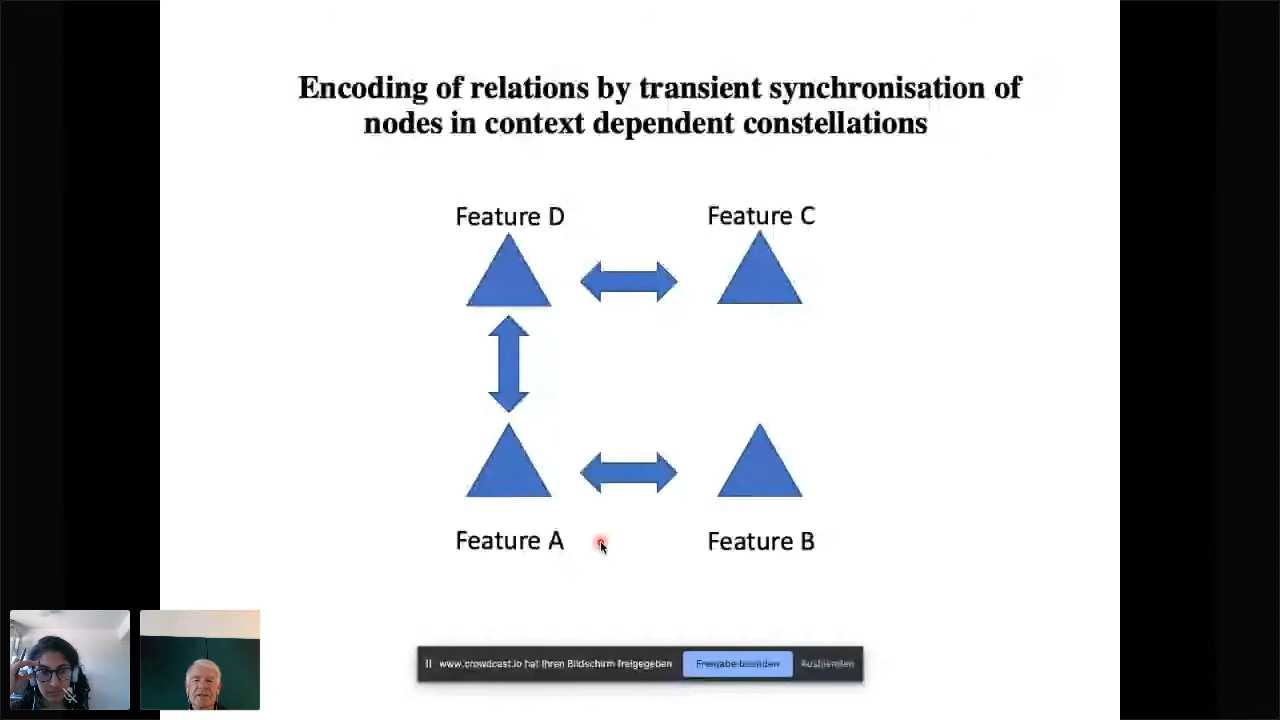 Encoding of relations by transient synchronisation of
nodes in context dependent constellations
Feature D
Feature C
Feature A
Feature B
www.crowdcast.io hat Ihren Bildschirm freigegeben
Freigabe beenden
Ausblenden